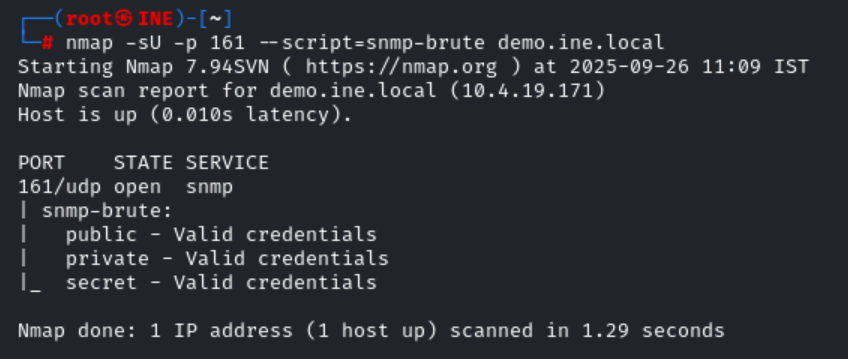 ┌──(root㉿INE)-[~]
└─# nmap -sU -p 161 --script=snmp-brute demo.ine.local
Starting Nmap 7.94SVN ( https://nmap.org ) at 2025-09-26 11:09 IST
Nmap scan report for demo.ine.local (10.4.19.171)
Host is up (0.010s latency).

PORT    STATE SERVICE
161/udp open  snmp
| snmp-brute:
|   public - Valid credentials
|   private - Valid credentials
|_  secret - Valid credentials

Nmap done: 1 IP address (1 host up) scanned in 1.29 seconds